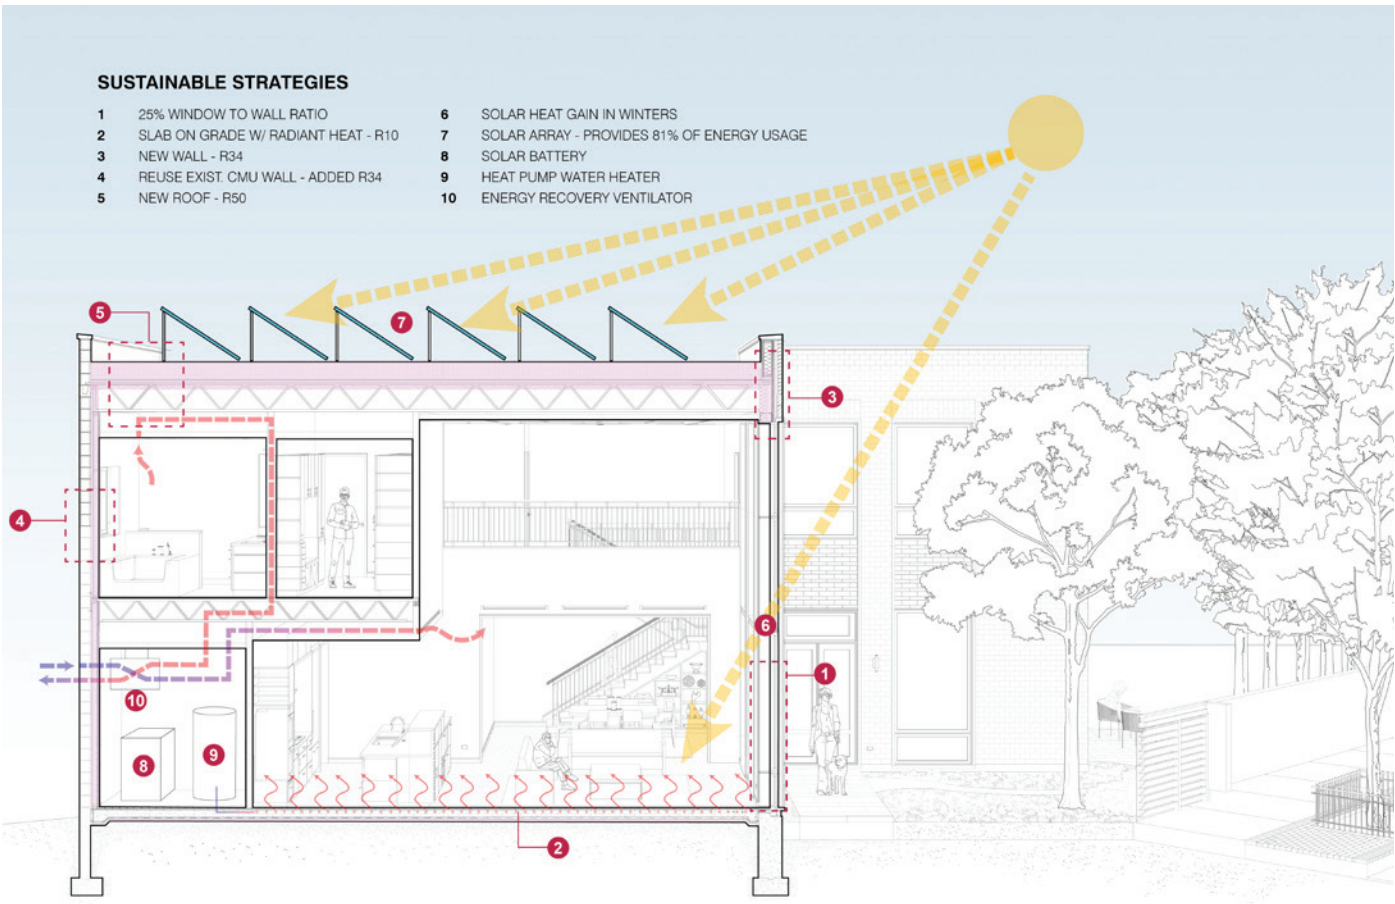 SUSTAINABLE STRATEGIES
1 25% WINDOW TO WALL RATIO
2 SLAB ON GRADE W/ RADIANT HEAT - R10
3 NEW WALL - R34
4 REUSE EXIST. CMU WALL - ADDED R34
5 NEW ROOF - R50
6 SOLAR HEAT GAIN IN WINTERS
7 SOLAR ARRAY - PROVIDES 81% OF ENERGY USAGE
8 SOLAR BATTERY
9 HEAT PUMP WATER HEATER
10 ENERGY RECOVERY VENTILATOR
5
7
3
4
6
1
10
9
8
2